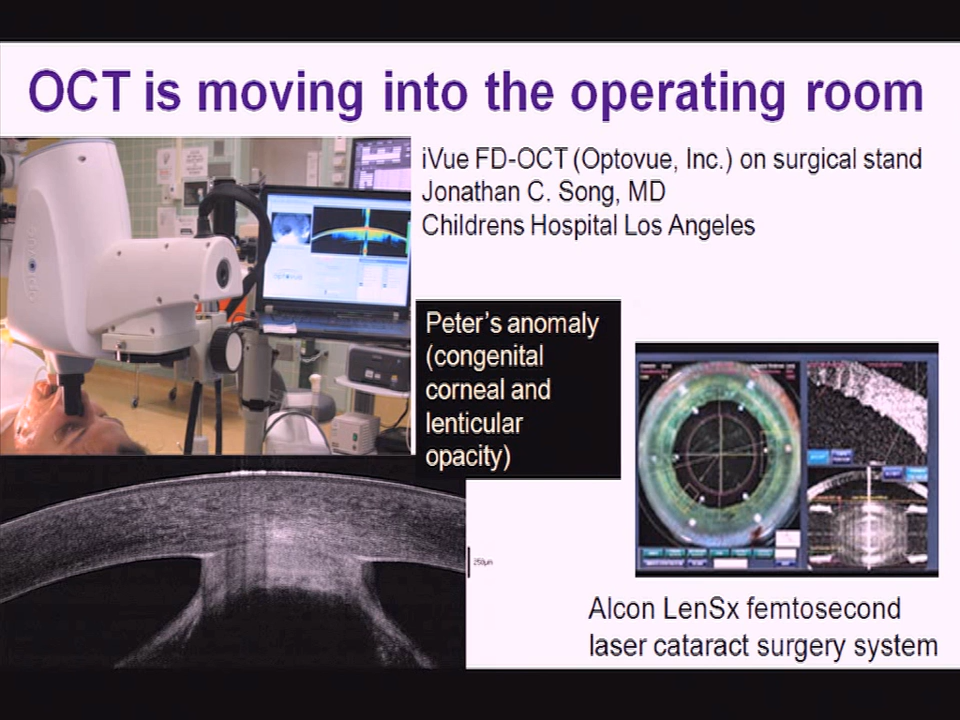 OCT is moving into the operating room
iVue FD-OCT (Optovue, Inc.) on surgical stand
Jonathan C. Song, MD
Childrens Hospital Los Angeles
Peter's anomaly
(congenital
corneal and
lenticular
opacity)
250µm
Alcon LenSx femtosecond
laser cataract surgery system